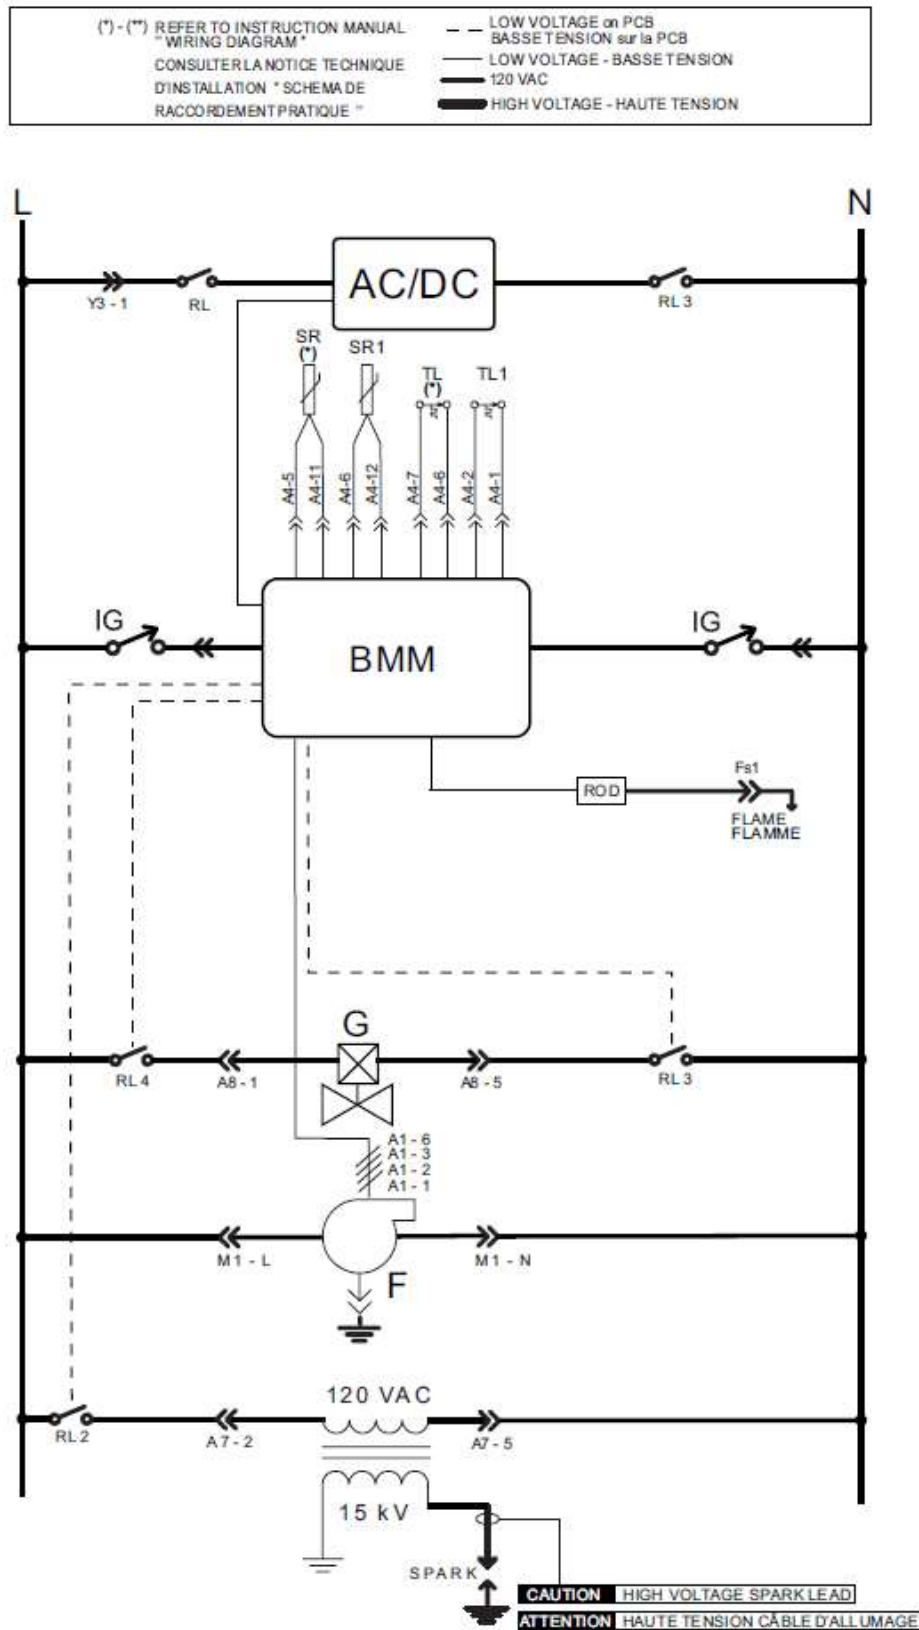 (*) - (**) REFER TO INSTRUCTION MANUAL
" WIRING DIAGRAM "
CONSULTER LA NOTICE TECHNIQUE
D'INSTALLATION " SCHEMA DE
RACCORDEMENT PRATIQUE "
LOW VOLTAGE on PCB
BASSE TENSION sur la PCB
LOW VOLTAGE - BASSE TENSION
120 VAC
HIGH VOLTAGE - HAUTE TENSION
L
N
AC/DC
Y3 - 1
RL
RL 3
SR
(*)
SR1
TL
(*)
TL1
A4-5
A4-11
A4-6
A4-12
A4-7
A4-6
A4-2
A4-1
IG
BMM
IG
ROD
Fs1
FLAME
FLAMME
G
RL 4
A8 - 1
A8 - 5
RL 3
A1 - 6
A1 - 3
A1 - 2
A1 - 1
M1 - L
M1 - N
F
120 VAC
RL 2
A7 - 2
A7 - 5
15 kV
SPARK
CAUTION HIGH VOLTAGE SPARK LEAD
ATTENTION HAUTE TENSION CÂBLE D'ALLUMAGE